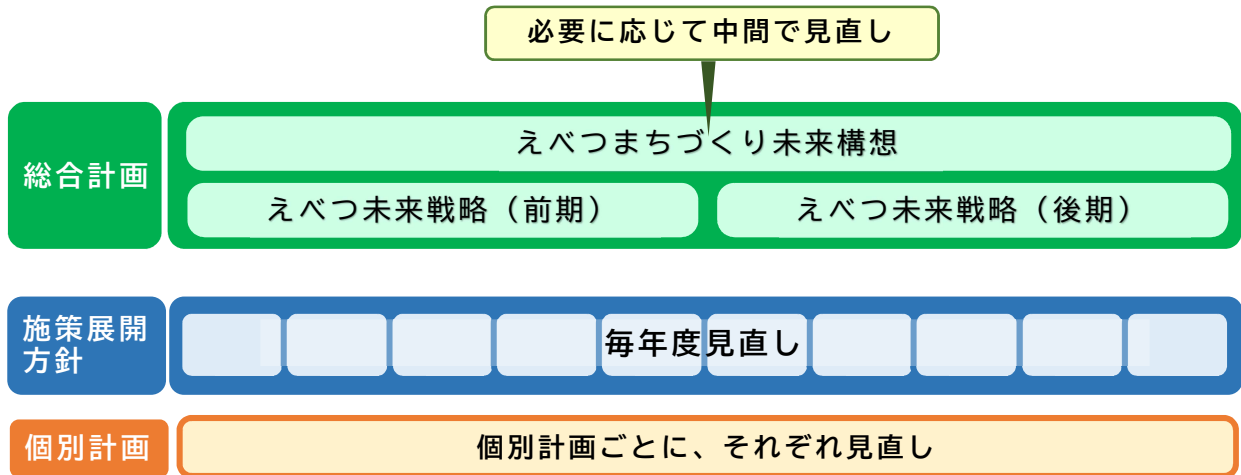 必要に応じて中間で見直し
総合計画
えべつまちづくり未来構想
えべつ未来戦略（前期）
えべつ未来戦略（後期）
施策展開
方針
毎年度見直し
個別計画
個別計画ごとに、それぞれ見直し